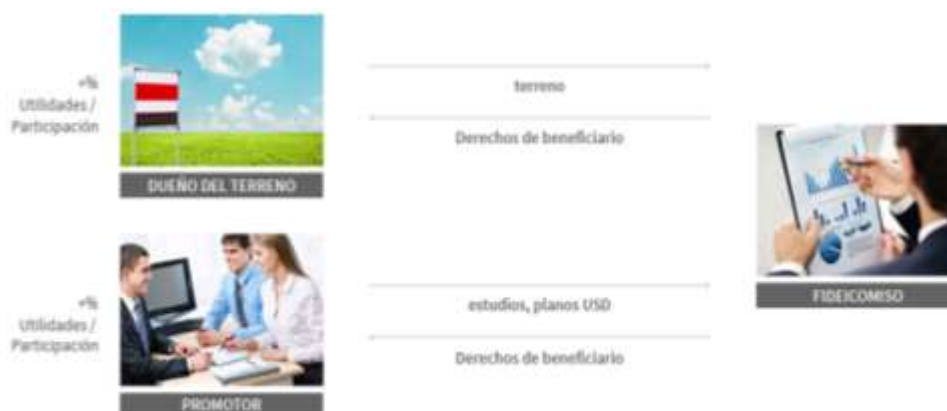 +%
Utilidades /
Participación
DUEÑO DEL TERRENO
terreno
Derechos de beneficiario
FIDEICOMISO
+%
Utilidades /
Participación
PROMOTOR
estudios, planos USD
Derechos de beneficiario